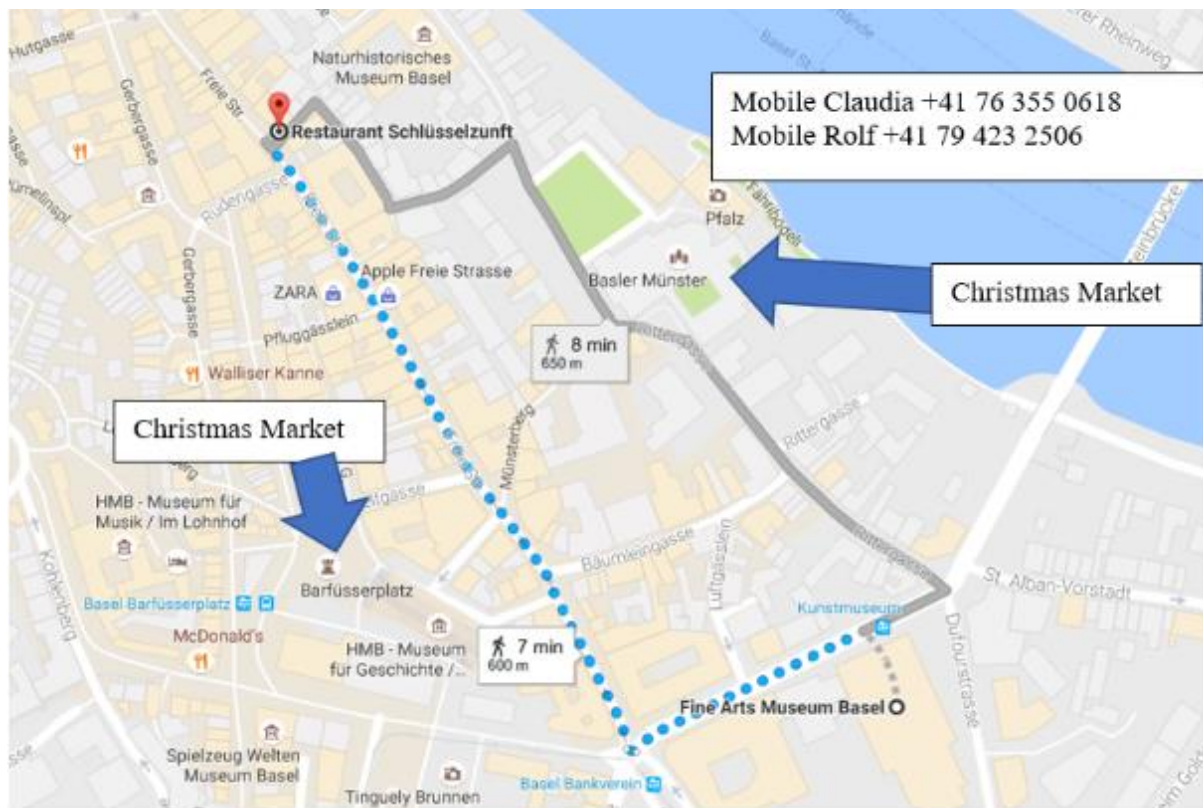 Hutgasse
Freie Str.
Gerbergasse
Naturhistorisches
Museum Basel
Restaurant Schlüsselzunft
Mobile Claudia +41 76 355 0618
Mobile Rolf +41 79 423 2506
Rheinweg
Rüdengasse
Pfalz
Basler Münster
Christmas Market
Apple Freie Strasse
ZARA
Gerbergasse
Pfluggässlein
8 min
650 m
Walliser Kanne
Christmas Market
Münsterberg
Rittergasse
HMB - Museum für
Musik / Im Lohnhof
Bäumleingasse
Luftgässlein
Rittergasse
St. Alban-Vorstadt
Barfüsserplatz
Kohlenberg
Basel Barfüsserplatz
Kunstmuseum
McDonald's
HMB - Museum
für Geschichte /...
7 min
600 m
Dufourstrasse
Fine Arts Museum Basel
Spielzeug Welten
Museum Basel
Basel Bankverein
Tinguely Brunnen